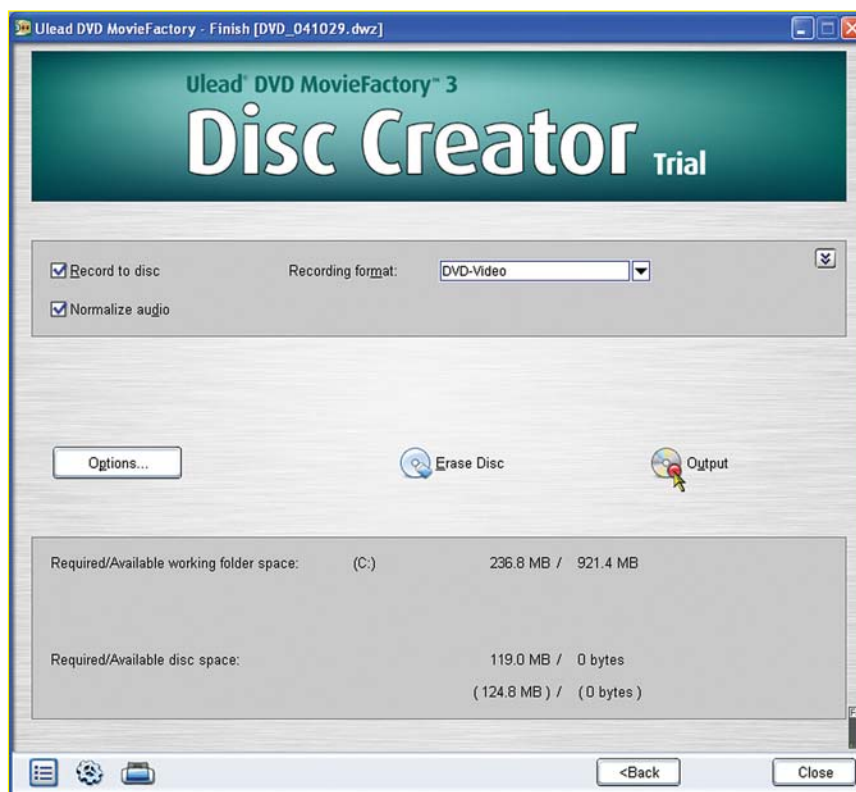 Ulead DVD MovieFactory - Finish [DVD_041029.dwz]
Ulead® DVD MovieFactory™ 3
Disc Creator Trial
Record to disc Recording format: DVD-Video
Normalize audio
Options... Erase Disc Output
Required/Available working folder space: (C:) 236.8 MB / 921.4 MB
Required/Available disc space: 119.0 MB / 0 bytes
( 124.8 MB ) / ( 0 bytes )
<Back Close